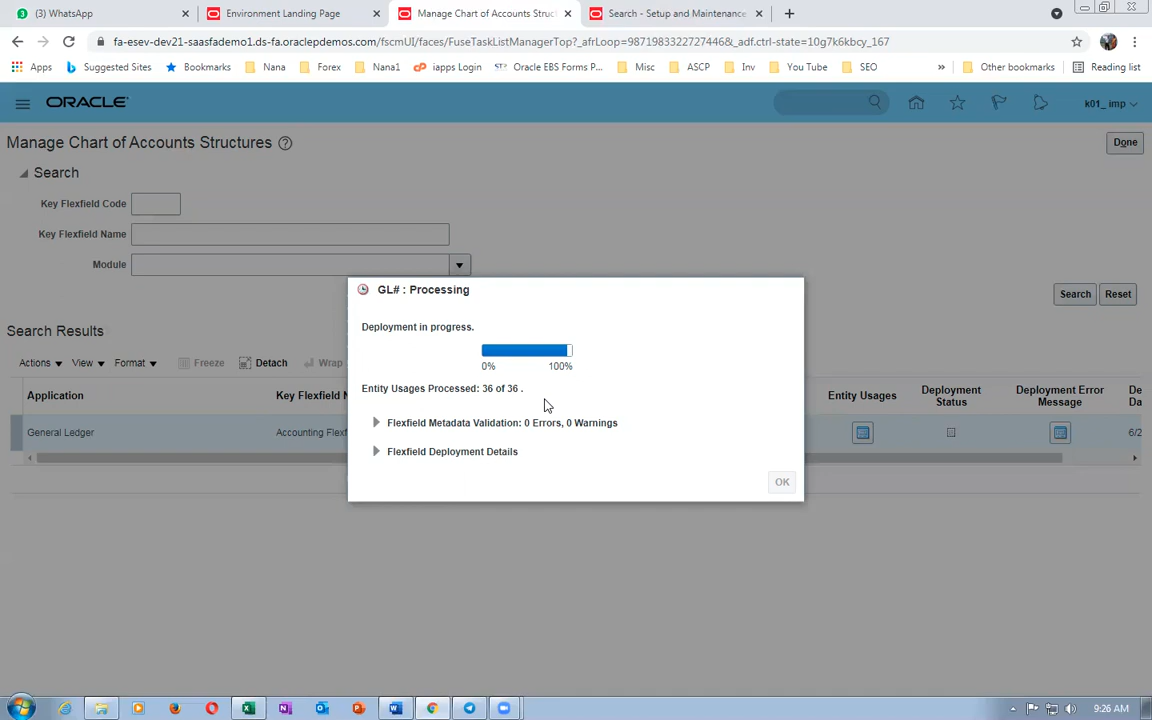 (3) WhatsApp
Environment Landing Page
Manage Chart of Accounts Struc
Search - Setup and Maintenance
fa-esev-dev21-saasfademo1.ds-fa.oraclepdemos.com/fscmUI/faces/FuseTaskListManagerTop?_afrLoop=9871983322727446&_adf.ctrl-state=10g7k6kbcy_167
Apps
Suggested Sites
Bookmarks
Nana
Forex
Nana1
iapps Login
Oracle EBS Forms P...
Misc
ASCP
Inv
You Tube
SEO
»
Other bookmarks
Reading list
ORACLE
k01_ imp
Manage Chart of Accounts Structures
Done
Search
Key Flexfield Code
Key Flexfield Name
Module
Search
Reset
Search Results
Actions
View
Format
Freeze
Detach
Wrap
Application
Key Flexfield N
Entity Usages
Deployment
Status
Deployment Error
Message
De
Da
General Ledger
Accounting Flexf
6/2
GL# : Processing
Deployment in progress.
0%
100%
Entity Usages Processed: 36 of 36 .
Flexfield Metadata Validation: 0 Errors, 0 Warnings
Flexfield Deployment Details
OK
9:26 AM